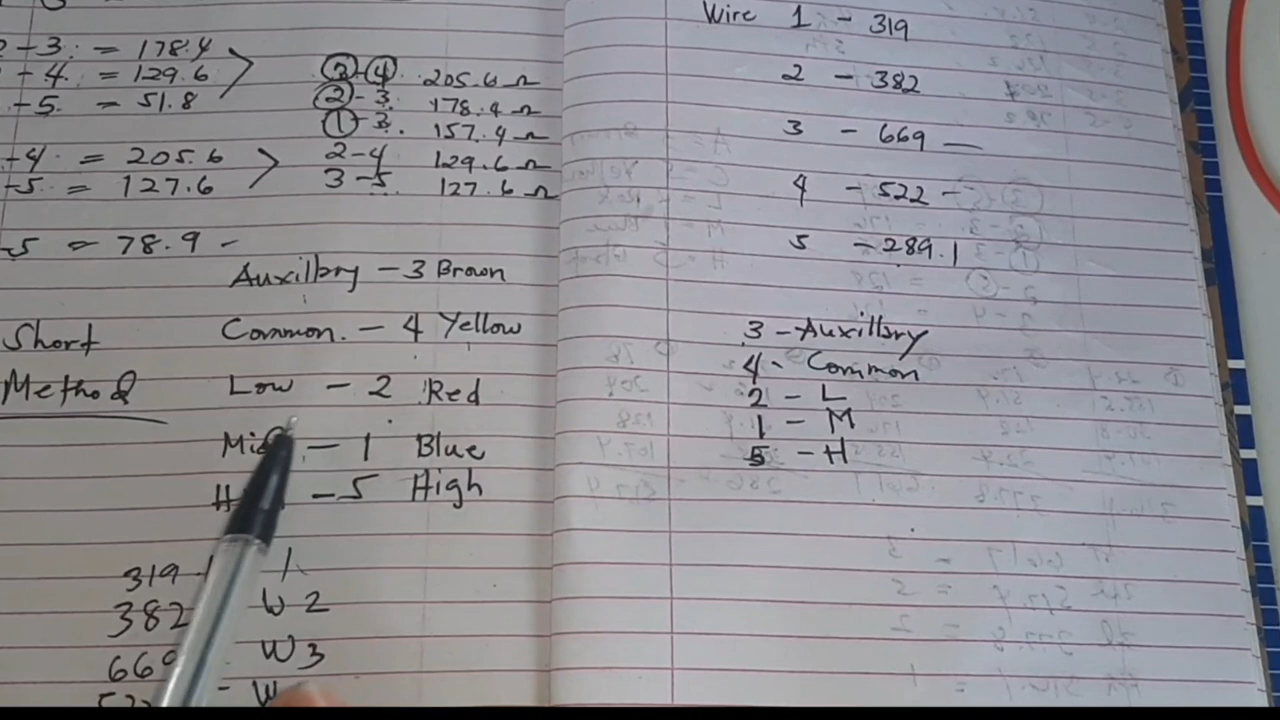 -3. = 178.4
-4. = 129.6
-5. = 51.8
-4 = 205.6
-5 = 127.6
-5 = 78.9 -
3-4. 205.6 Ω
2-3. 178.4 Ω
1-3. 157.4 Ω
2-4 129.6 Ω
3-5 127.6 Ω
Auxillary - 3 Brown
Short Common. - 4 Yellow
Method Low - 2 Red
- 1 Blue
- 5 High
319
382 W2
669 W3
- W
Wire 1 - 319
2 - 382
3 - 669 —
4 - 522 -
5 - 289.1
3 - Auxillary
4 - Common
2 - L
1 - M
5 - H